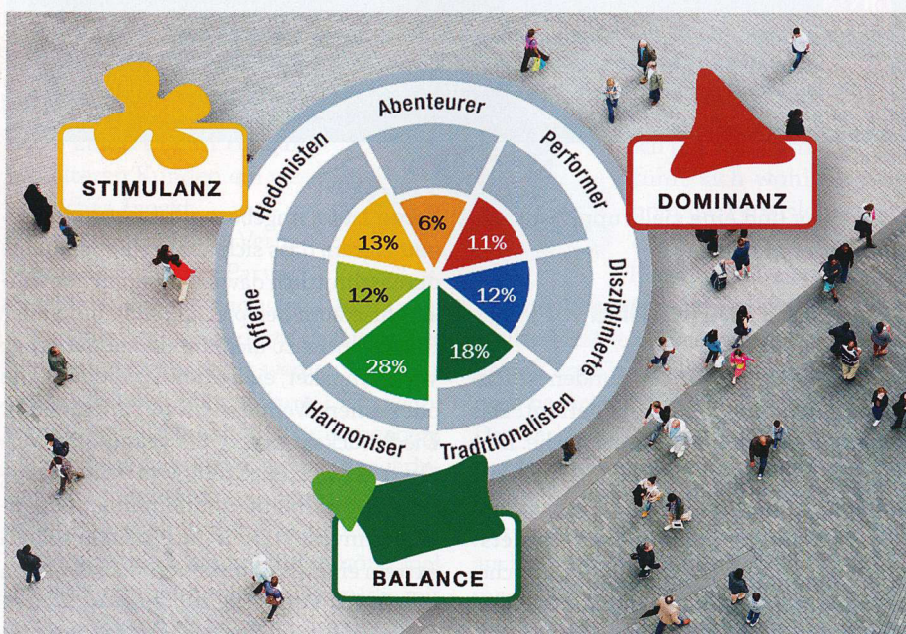 Abenteurer
Hedonisten
Performer
STIMULANZ
DOMINANZ
6%
13%
11%
12%
12%
Offene
Disziplinierte
28%
18%
Harmoniser
Traditionalisten
BALANCE